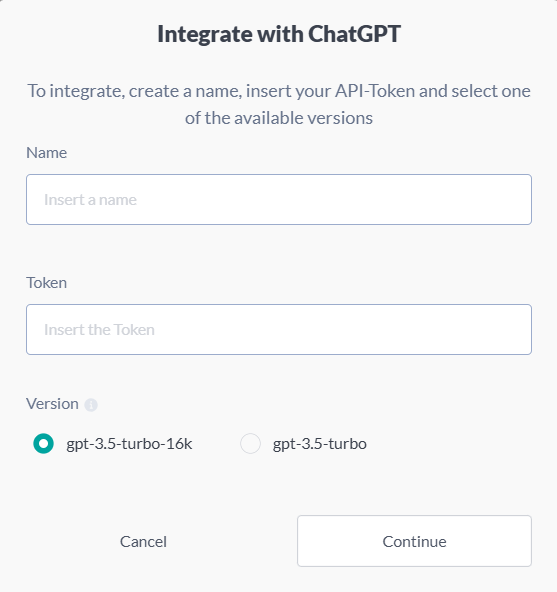 Integrate with ChatGPT
To integrate, create a name, insert your API-Token and select one
of the available versions
Name
Insert a name
Token
Insert the Token
Version
gpt-3.5-turbo-16k
gpt-3.5-turbo
Cancel
Continue